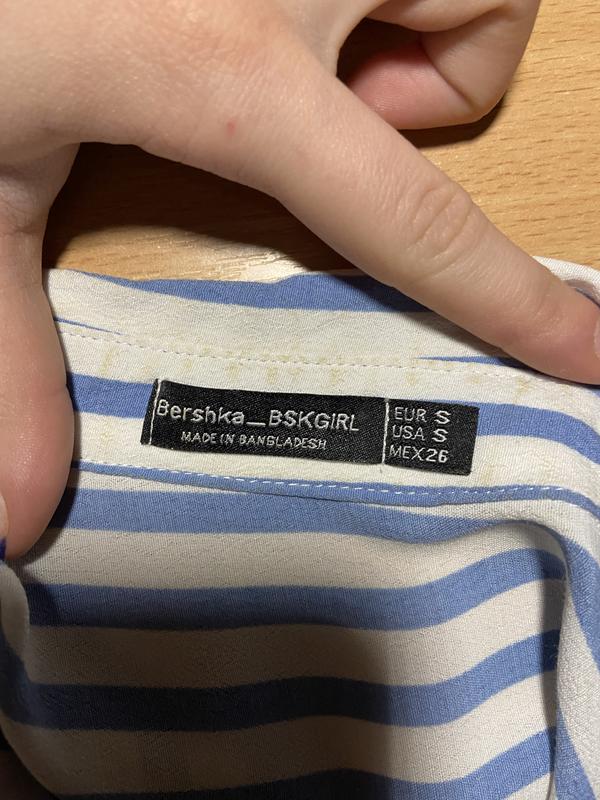 Bershka_BSKGIRL
MADE IN BANGLADESH
EUR S
USA S
MEX 26